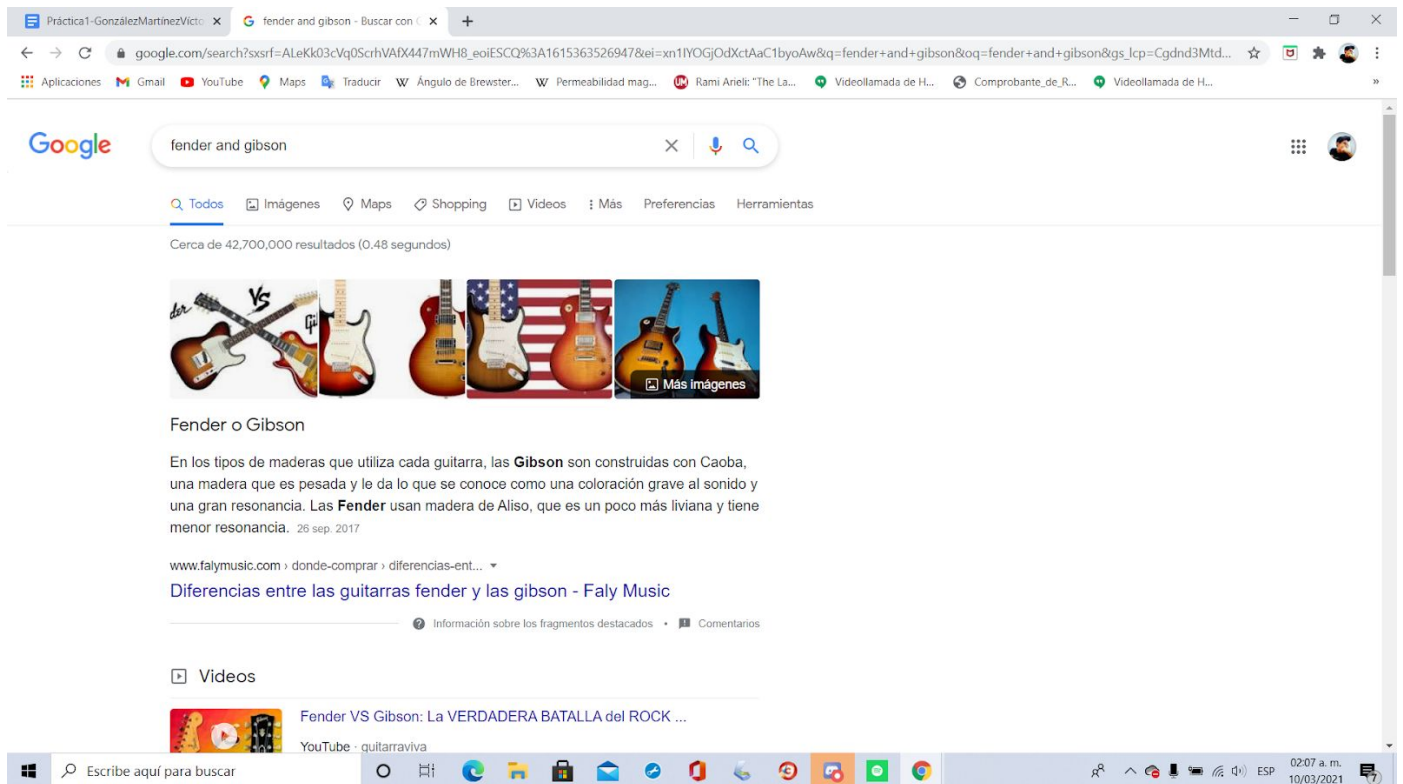 Práctica1-GonzálezMartínezVícto
fender and gibson - Buscar con
google.com/search?sxsrf=ALeKk03cVq0ScrhVAfX447mWH8_eoiESCQ%3A1615363526947&ei=xn1IYOGjOdXctAaC1byoAw&q=fender+and+gibson&oq=fender+and+gibson&gs_lcp=Cgdnd3Mtd...
Aplicaciones Gmail YouTube Maps Traducir Ángulo de Brewster... Permeabilidad mag... Rami Arieli: "The La... Videollamada de H... Comprobante_de_R... Videollamada de H... »
Google fender and gibson
Todos Imágenes Maps Shopping Videos Más Preferencias Herramientas
Cerca de 42,700,000 resultados (0.48 segundos)
VS
Más imágenes
Fender o Gibson
En los tipos de maderas que utiliza cada guitarra, las Gibson son construidas con Caoba,
una madera que es pesada y le da lo que se conoce como una coloración grave al sonido y
una gran resonancia. Las Fender usan madera de Aliso, que es un poco más liviana y tiene
menor resonancia. 26 sep. 2017
www.falymusic.com › donde-comprar › diferencias-ent...
Diferencias entre las guitarras fender y las gibson - Faly Music
Información sobre los fragmentos destacados • Comentarios
Videos
Fender VS Gibson: La VERDADERA BATALLA del ROCK ...
YouTube · guitarraviva
Escribe aquí para buscar
ESP
02:07 a. m.
10/03/2021
7